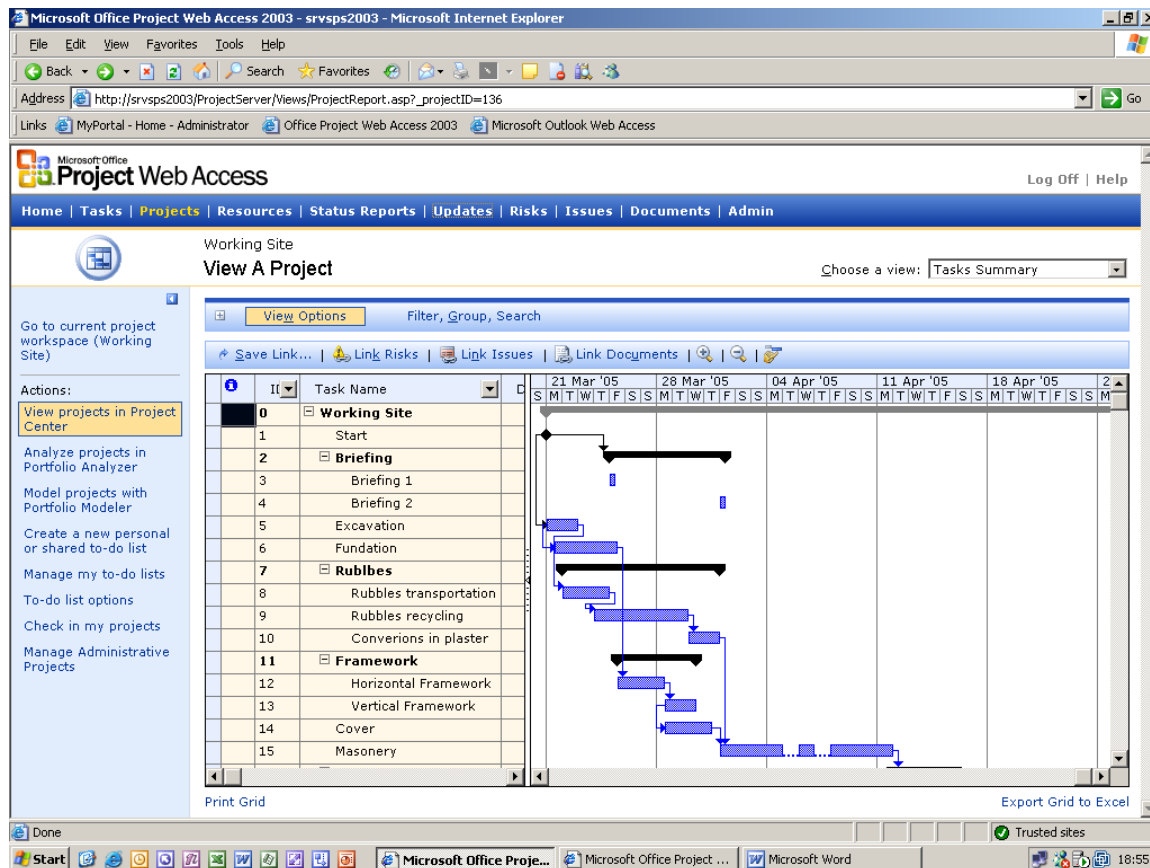 Microsoft Office Project Web Access 2003 - srvsps2003 - Microsoft Internet Explorer
File Edit View Favorites Tools Help
Back Search Favorites
Address http://srvsps2003/ProjectServer/Views/ProjectReport.asp?_projectID=136 Go
Links MyPortal - Home - Administrator Office Project Web Access 2003 Microsoft Outlook Web Access
Microsoft Office
Project Web Access
Log Off | Help
Home | Tasks | Projects | Resources | Status Reports | Updates | Risks | Issues | Documents | Admin
Working Site
View A Project
Choose a view: Tasks Summary
Go to current project
workspace (Working
Site)
Actions:
View projects in Project
Center
Analyze projects in
Portfolio Analyzer
Model projects with
Portfolio Modeler
Create a new personal
or shared to-do list
Manage my to-do lists
To-do list options
Check in my projects
Manage Administrative
Projects
View Options Filter, Group, Search
Save Link... | Link Risks | Link Issues | Link Documents | | |
Task Name 21 Mar '05 28 Mar '05 04 Apr '05 11 Apr '05 18 Apr '05 2
S M T W T F S S M T W T F S S M T W T F S S M T W T F S S M T W T F S S M
0 Working Site
1 Start
2 Briefing
3 Briefing 1
4 Briefing 2
5 Excavation
6 Fundation
7 Rublbes
8 Rubbles transportation
9 Rubbles recycling
10 Converions in plaster
11 Framework
12 Horizontal Framework
13 Vertical Framework
14 Cover
15 Masonery
Print Grid Export Grid to Excel
Done Trusted sites
Start Microsoft Office Proje... Microsoft Office Project ... Microsoft Word 18:55